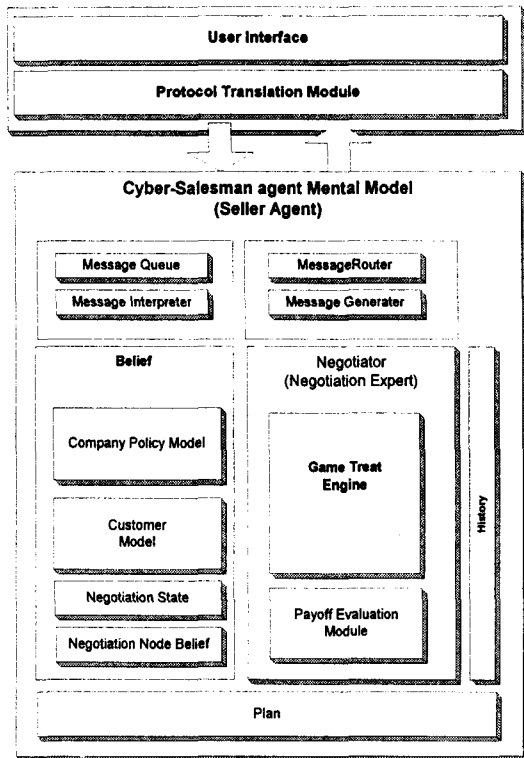 User Interface
Protocol Translation Module
Cyber-Salesman agent Mental Model
(Seller Agent)
Message Queue
Message Interpreter
MessageRouter
Message Generater
Belief
Company Policy Model
Customer
Model
Negotiation State
Negotiation Node Belief
Negotiator
(Negotiation Expert)
Game Treat
Engine
Payoff Evaluation
Module
History
Plan